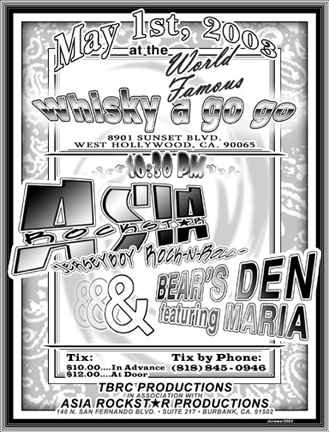 May 1st, 2003
at the World Famous
whisky a go go
8901 SUNSET BLVD.
WEST HOLLYWOOD, CA. 90065
10:30 PM
ASIA
ROCKST★R
BABYBOY ROCK-N-ROLL
& BEAR'S DEN
featuring MARIA
Tix: Tix by Phone:
$10.00....In Advance (818) 845 - 0946
$12.00....At Door
TBRC PRODUCTIONS
IN ASSOCIATION WITH
ASIA ROCKST★R PRODUCTIONS
146 N. SAN FERNANDO BLVD. • SUITE 217 • BURBANK, CA. 91502